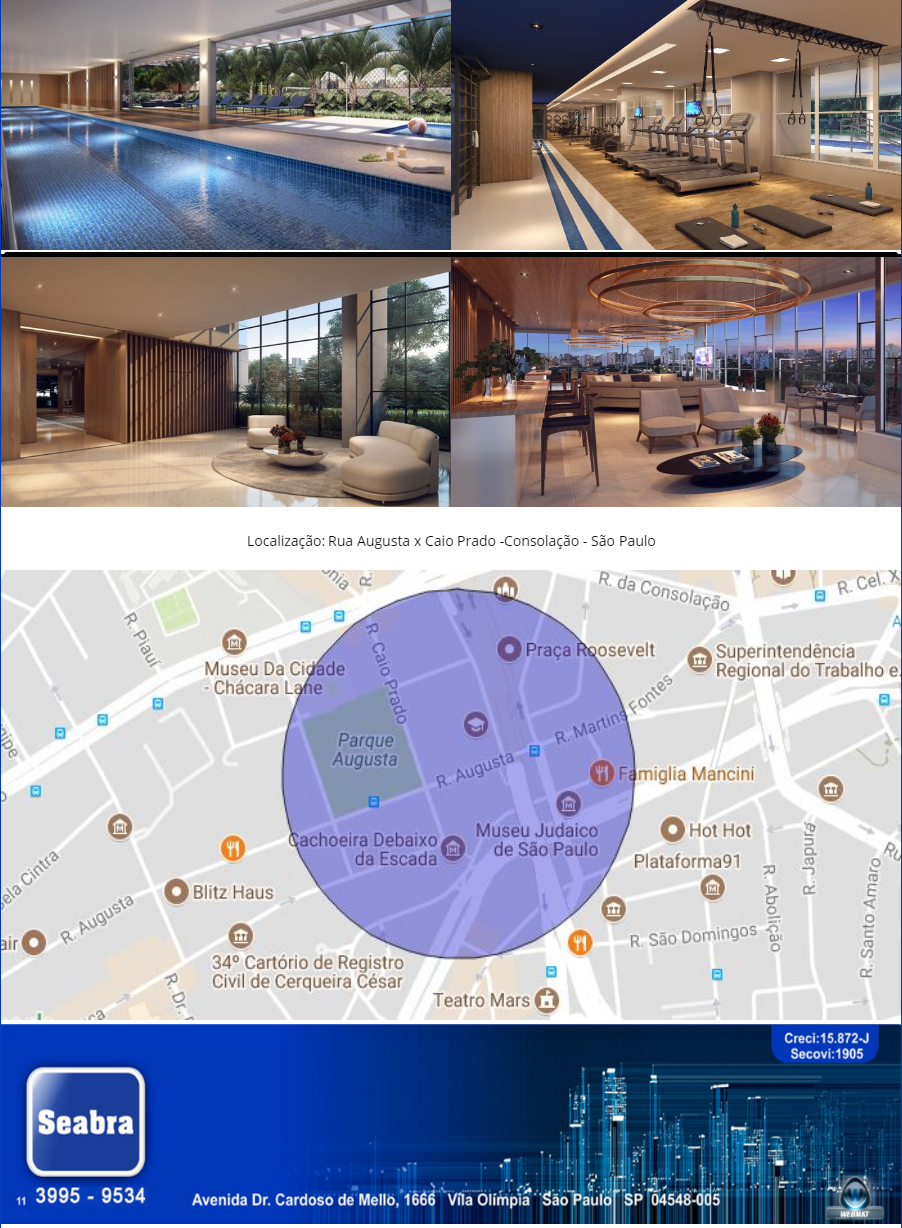 Localização: Rua Augusta x Caio Prado -Consolação - São Paulo
R. da Consolação
R. Cel. X
R. Piauí
R. Caio Prado
Museu Da Cidade
- Chácara Lane
Praça Roosevelt
Superintendência
Regional do Trabalho e
R. Martins Fontes
Parque
Augusta
R. Augusta
Famiglia Mancini
Cachoeira Debaixo
da Escada
Museu Judaico
de São Paulo
Hot Hot
Plataforma91
R. Japurá
R. Abolição
R. Santo Amaro
Blitz Haus
R. Augusta
34º Cartório de Registro
Civil de Cerqueira César
R. São Domingos
Teatro Mars
Creci:15.872-J
Secovi:1905
Seabra
11 3995 - 9534
Avenida Dr. Cardoso de Mello, 1666 Vila Olímpia São Paulo SP 04548-005
WEBMKT